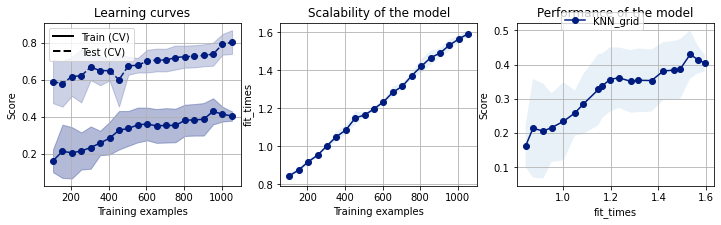 Learning curves
Train (CV)
Test (CV)
Score
0.8
0.6
0.4
0.2
200
400
600
800
1000
Training examples
Scalability of the model
fit_times
1.6
1.4
1.2
1.0
0.8
200
400
600
800
1000
Training examples
Performance of the model
KNN_grid
Score
0.5
0.4
0.3
0.2
0.1
1.0
1.2
1.4
1.6
fit_times